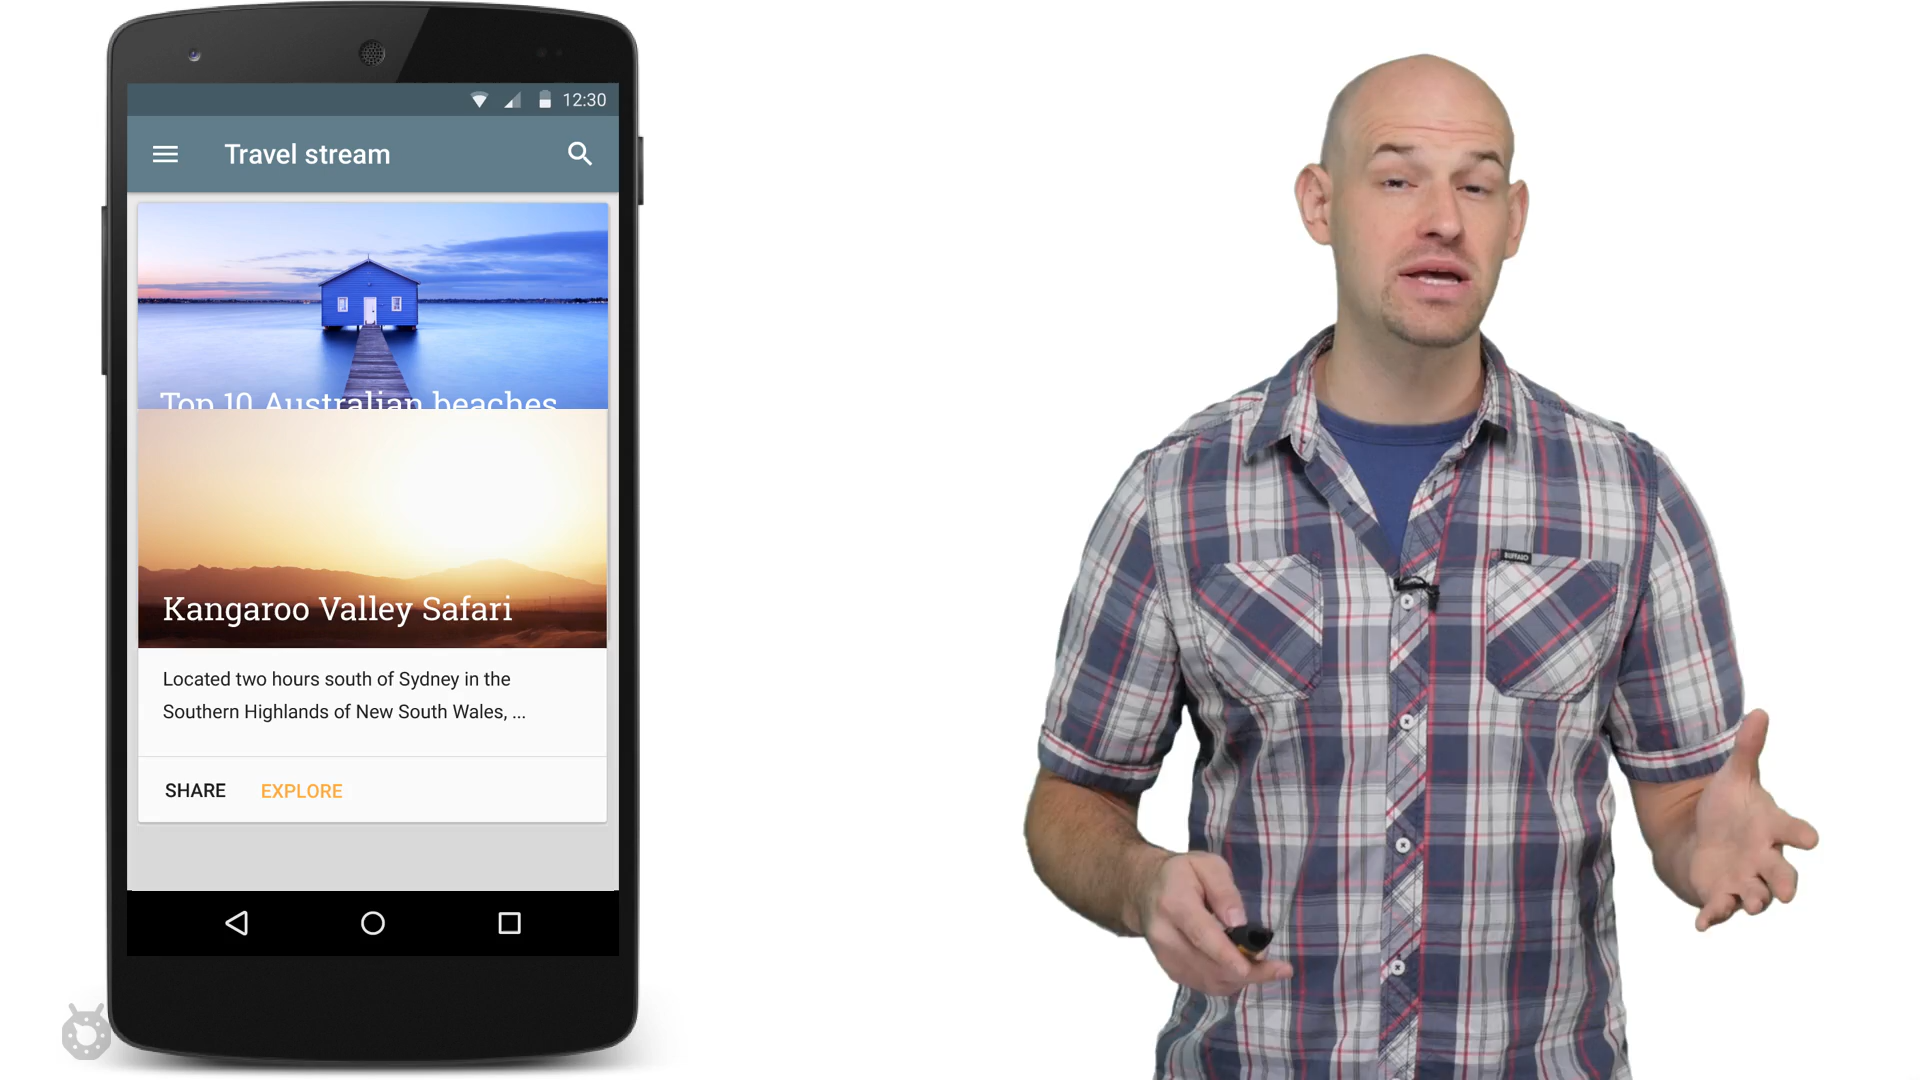 12:30
Travel stream
Top 10 Australian beaches
Kangaroo Valley Safari
Located two hours south of Sydney in the
Southern Highlands of New South Wales, ...
SHARE
EXPLORE
BUFFALO